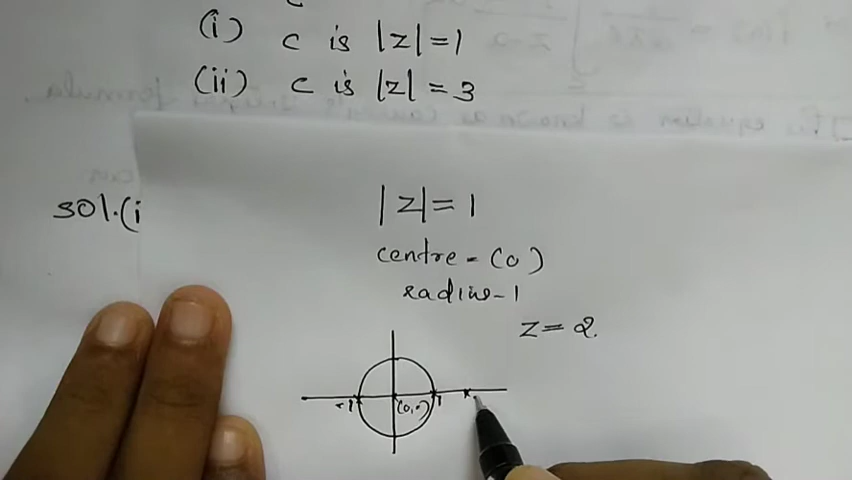 (i) C is |z|=1
(ii) C is |z| = 3
Sol.(i
|z|= 1
centre - (0)
radius-1
z= 2.
-1 (0,0) 1